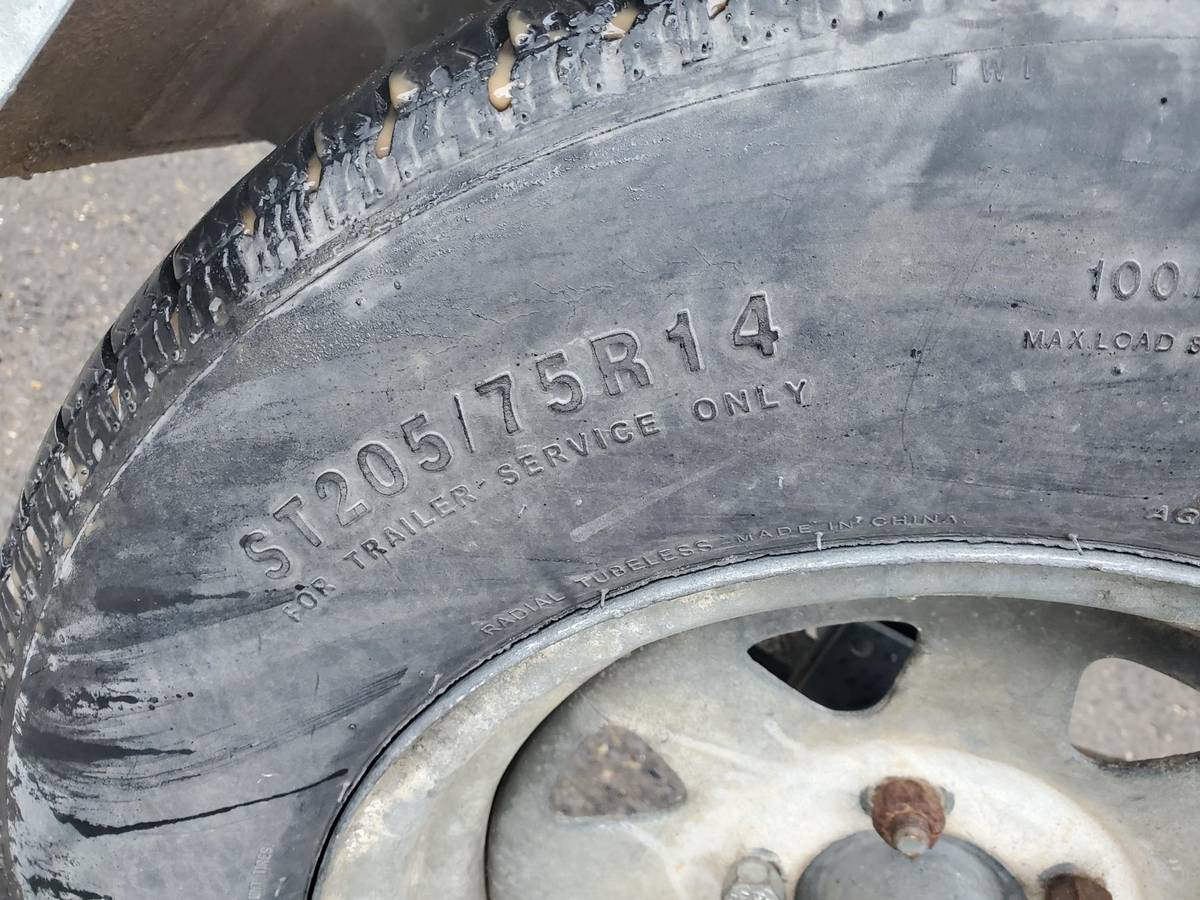 TWI
100
MAX.LOAD
ST205/75R14
FOR TRAILER SERVICE ONLY
RADIAL TUBELESS MADE IN CHINA